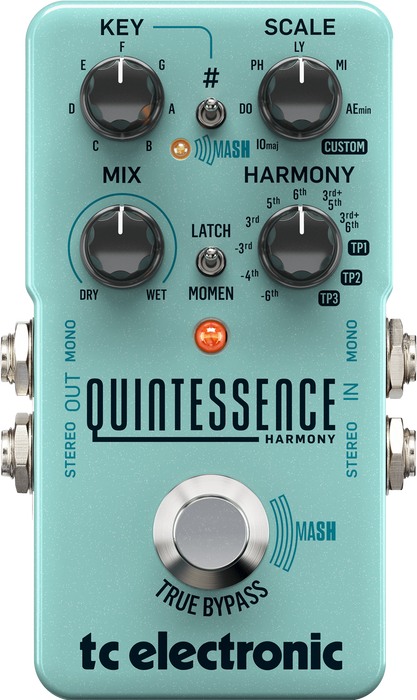 KEY
SCALE
F
E
G
D
A
C
B
#
MASH
LY
PH
MI
DO
AEmin
10maj
CUSTOM
MIX
HARMONY
DRY
WET
LATCH
MOMEN
6th
5th
3rd+
5th
3rd
3rd+
6th
-3rd
TP1
-4th
TP2
-6th
TP3
STEREO OUT MONO
STEREO IN MONO
QUINTESSENCE
HARMONY
MASH
TRUE BYPASS
tc electronic